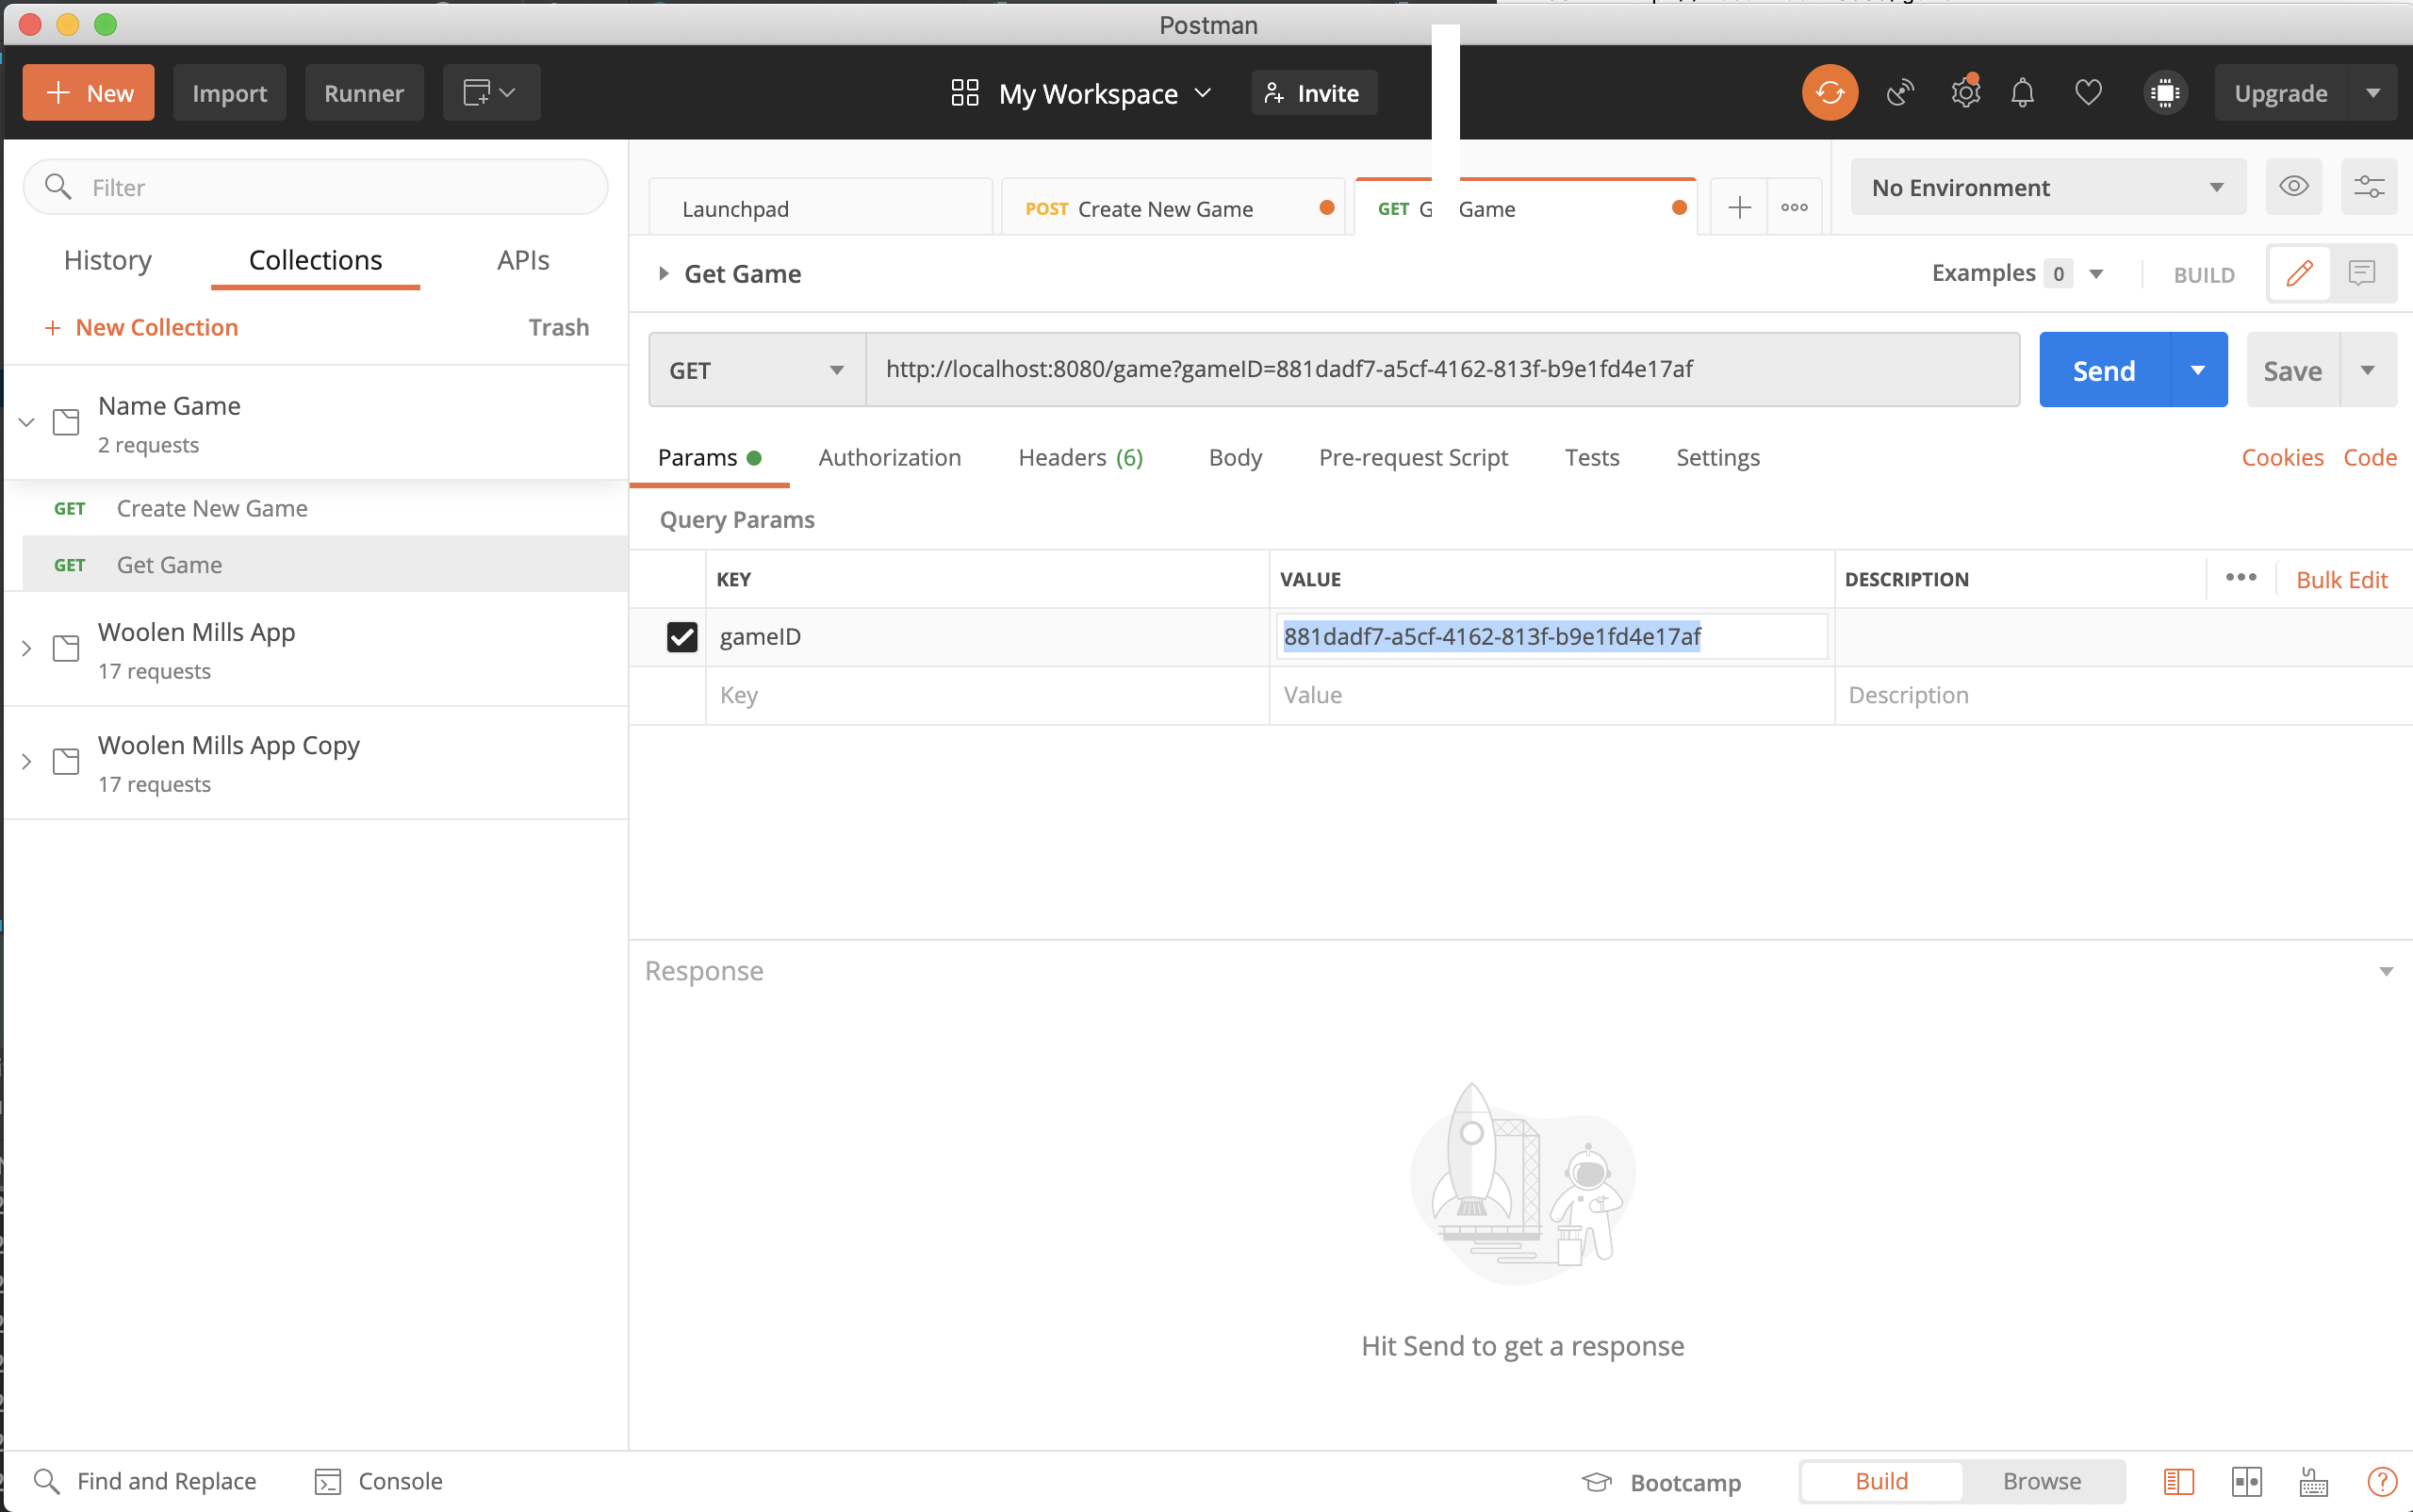 Postman
New
Import
Runner
My Workspace
Invite
Upgrade
Filter
History
Collections
APIs
+ New Collection
Trash
Name Game
2 requests
GET Create New Game
GET Get Game
Woolen Mills App
17 requests
Woolen Mills App Copy
17 requests
Launchpad
POST Create New Game
GET G Game
No Environment
Get Game
Examples 0
BUILD
GET
http://localhost:8080/game?gameID=881dadf7-a5cf-4162-813f-b9e1fd4e17af
Send
Save
Params
Authorization
Headers (6)
Body
Pre-request Script
Tests
Settings
Cookies
Code
Query Params
KEY
VALUE
DESCRIPTION
Bulk Edit
gameID
881dadf7-a5cf-4162-813f-b9e1fd4e17af
Key
Value
Description
Response
Hit Send to get a response
Find and Replace
Console
Bootcamp
Build
Browse